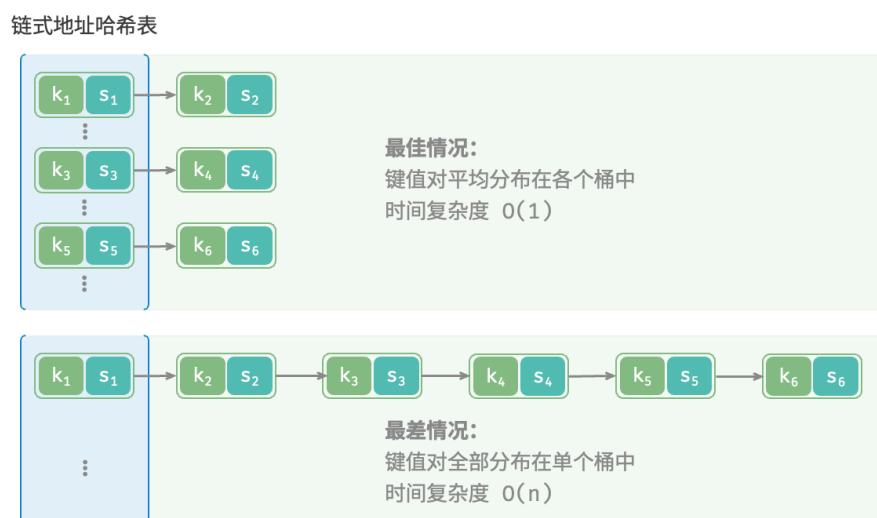 链式地址哈希表
k₁ s₁ k₂ s₂
k₃ s₃ k₄ s₄
k₅ s₅ k₆ s₆
最佳情况：
键值对平均分布在各个桶中
时间复杂度 O(1)
k₁ s₁ k₂ s₂ k₃ s₃ k₄ s₄ k₅ s₅ k₆ s₆
最差情况：
键值对全部分布在单个桶中
时间复杂度 O(n)